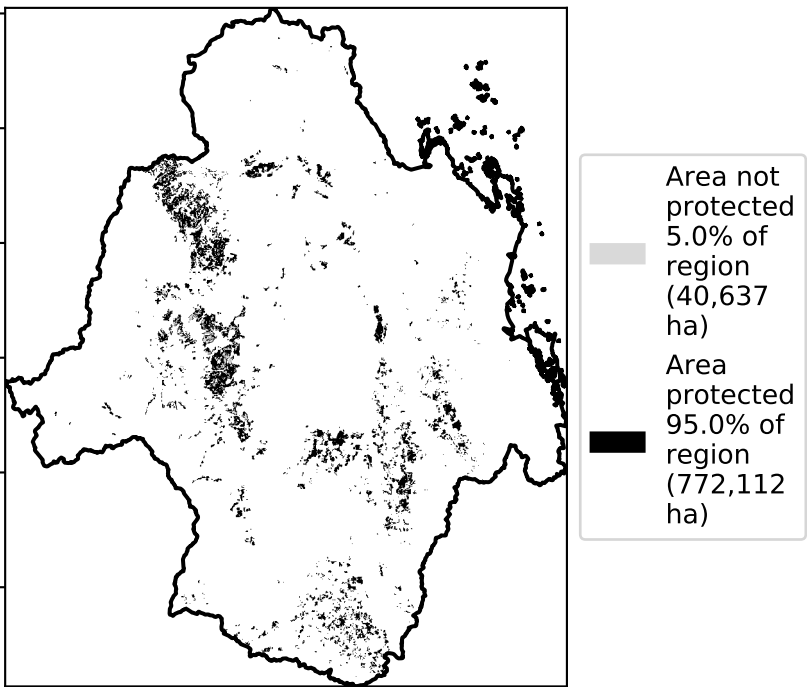 Area not
protected
5.0% of
region
(40,637
ha)
Area
protected
95.0% of
region
(772,112
ha)